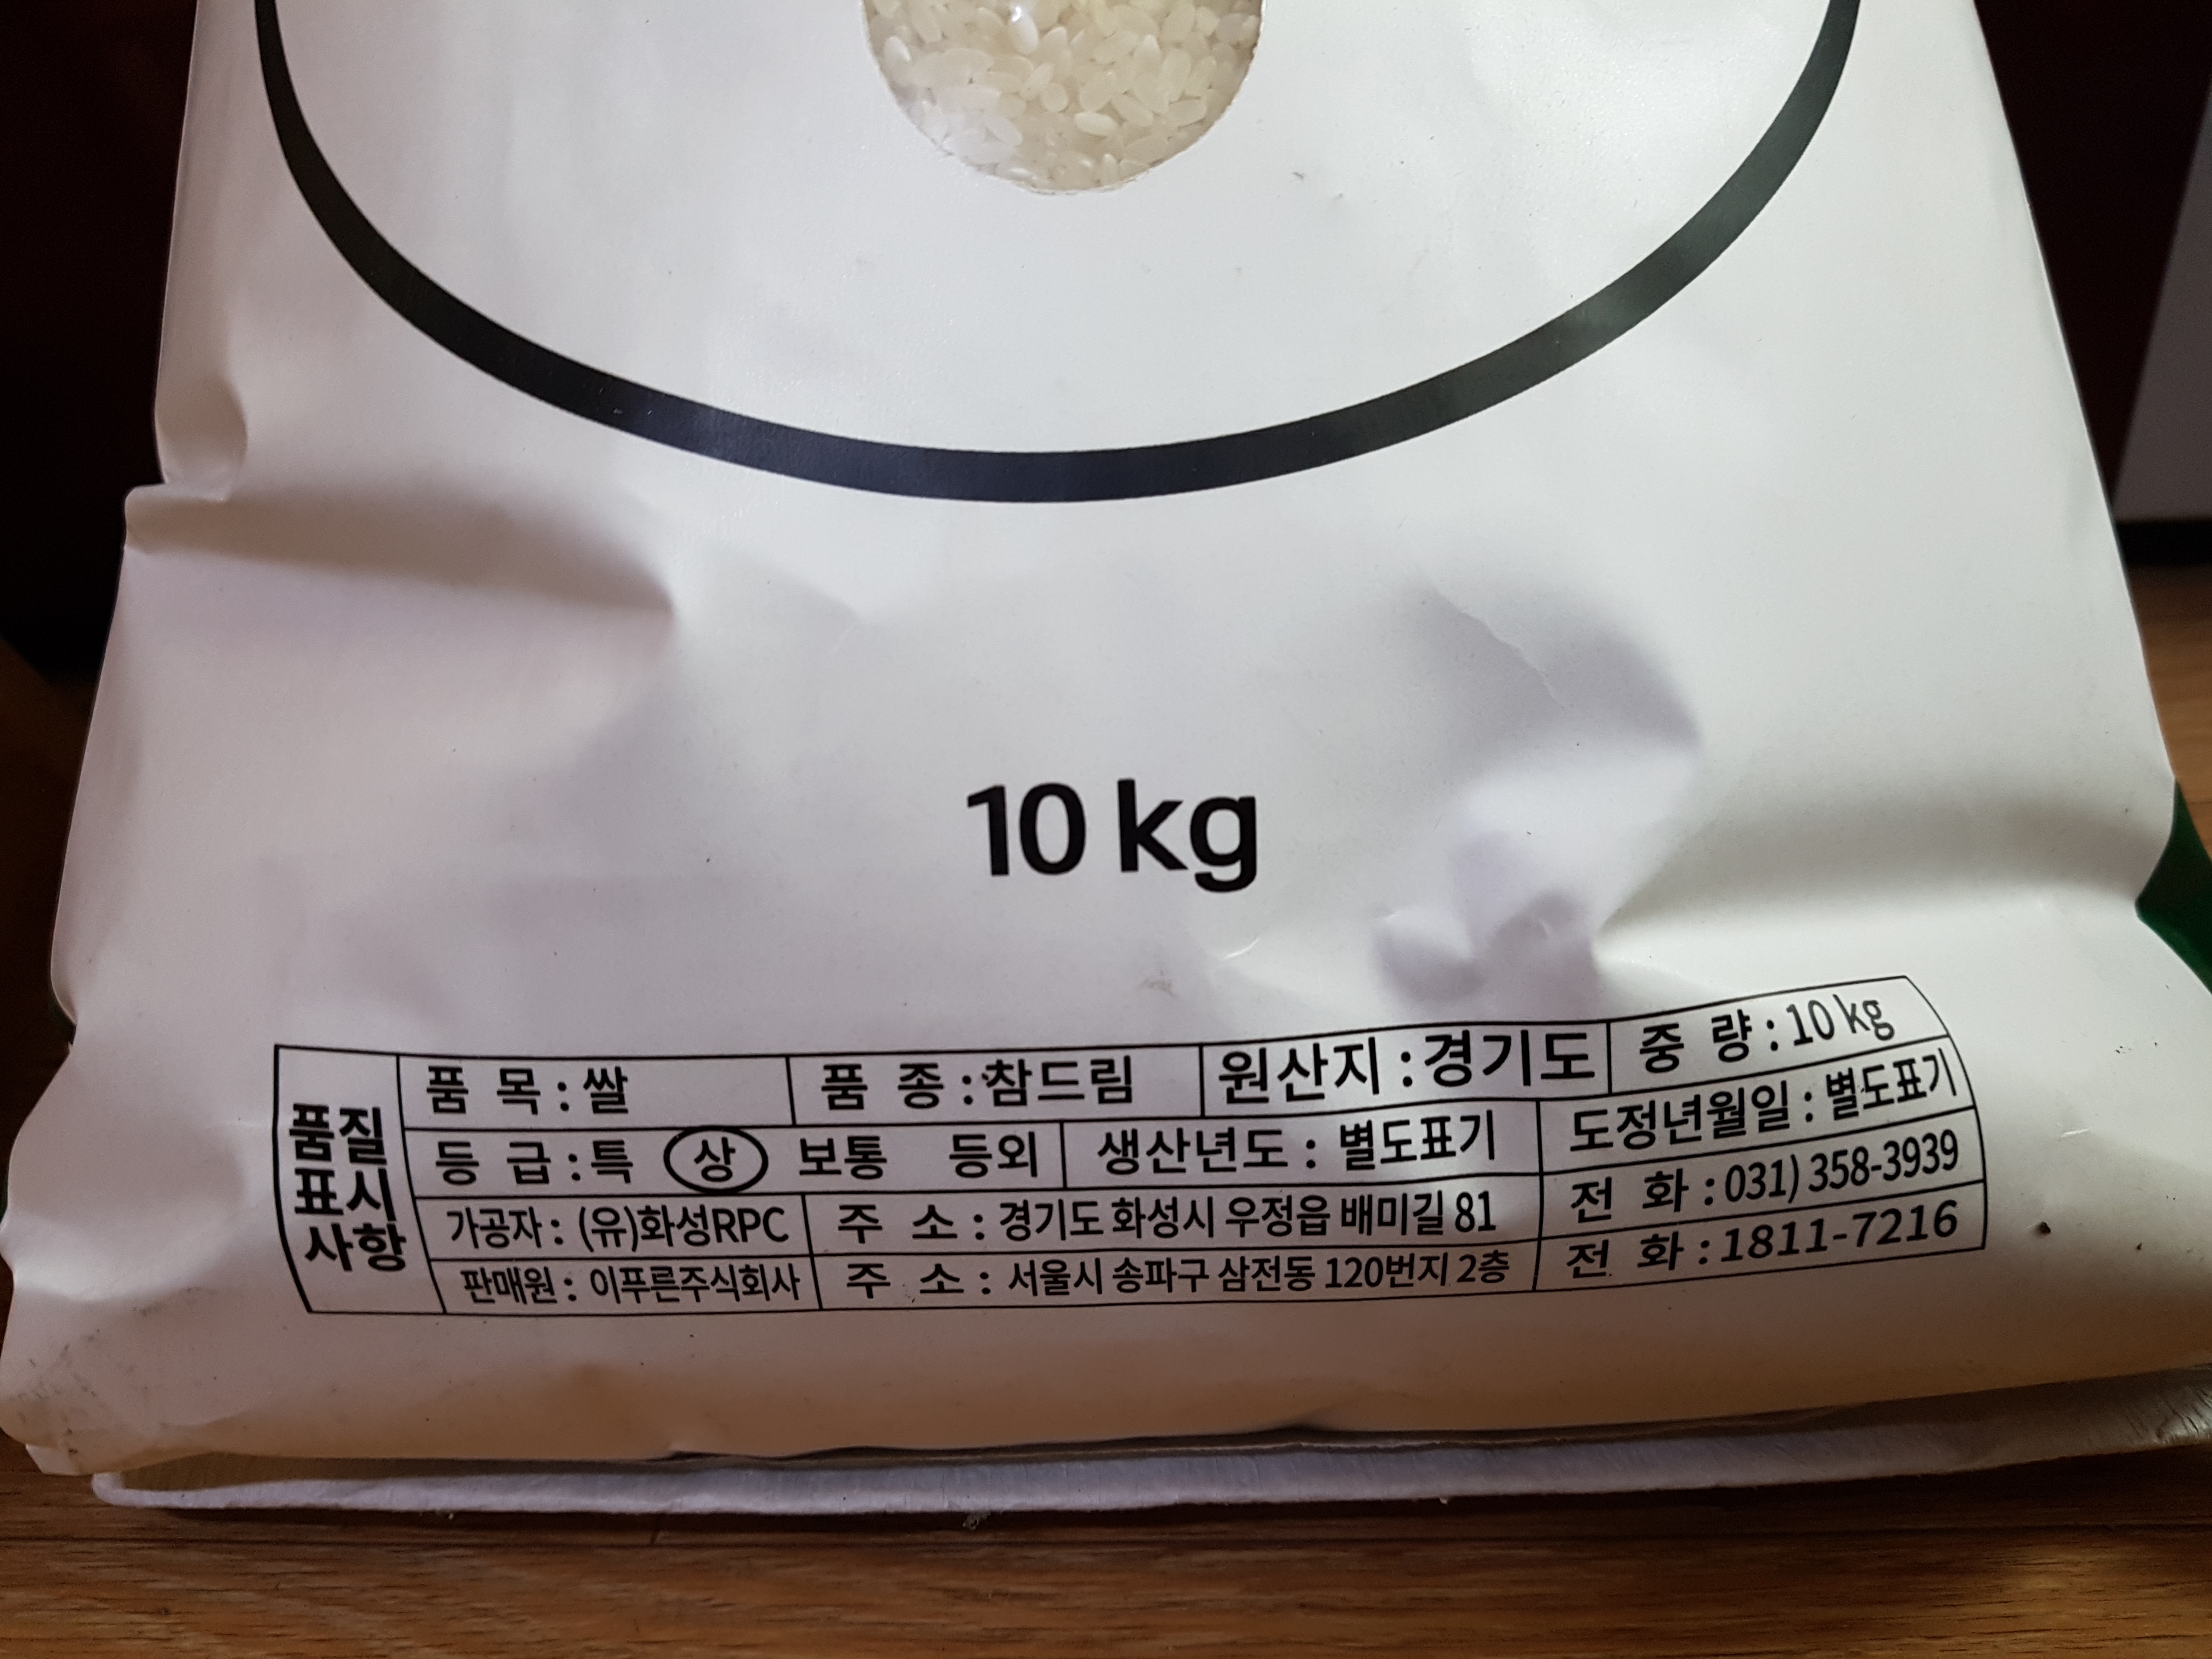 10 kg
품질
표시
사항
품 목 : 쌀 품 종 : 참드림 원산지 : 경기도 중 량 : 10 kg
등 급 : 특 상 보통 등외 생산년도 : 별도표기 도정년월일 : 별도표기
가공자 : (유)화성RPC 주 소 : 경기도 화성시 우정읍 배미길 81 전 화 : 031) 358-3939
판매원 : 이푸른주식회사 주 소 : 서울시 송파구 삼전동 120번지 2층 전 화 : 1811-7216